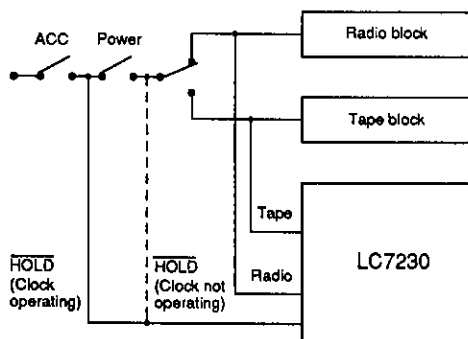 ACC
Power
Radio block
Tape block
Tape
LC7230
HOLD
(Clock
operating)
HOLD
(Clock not
operating)
Radio